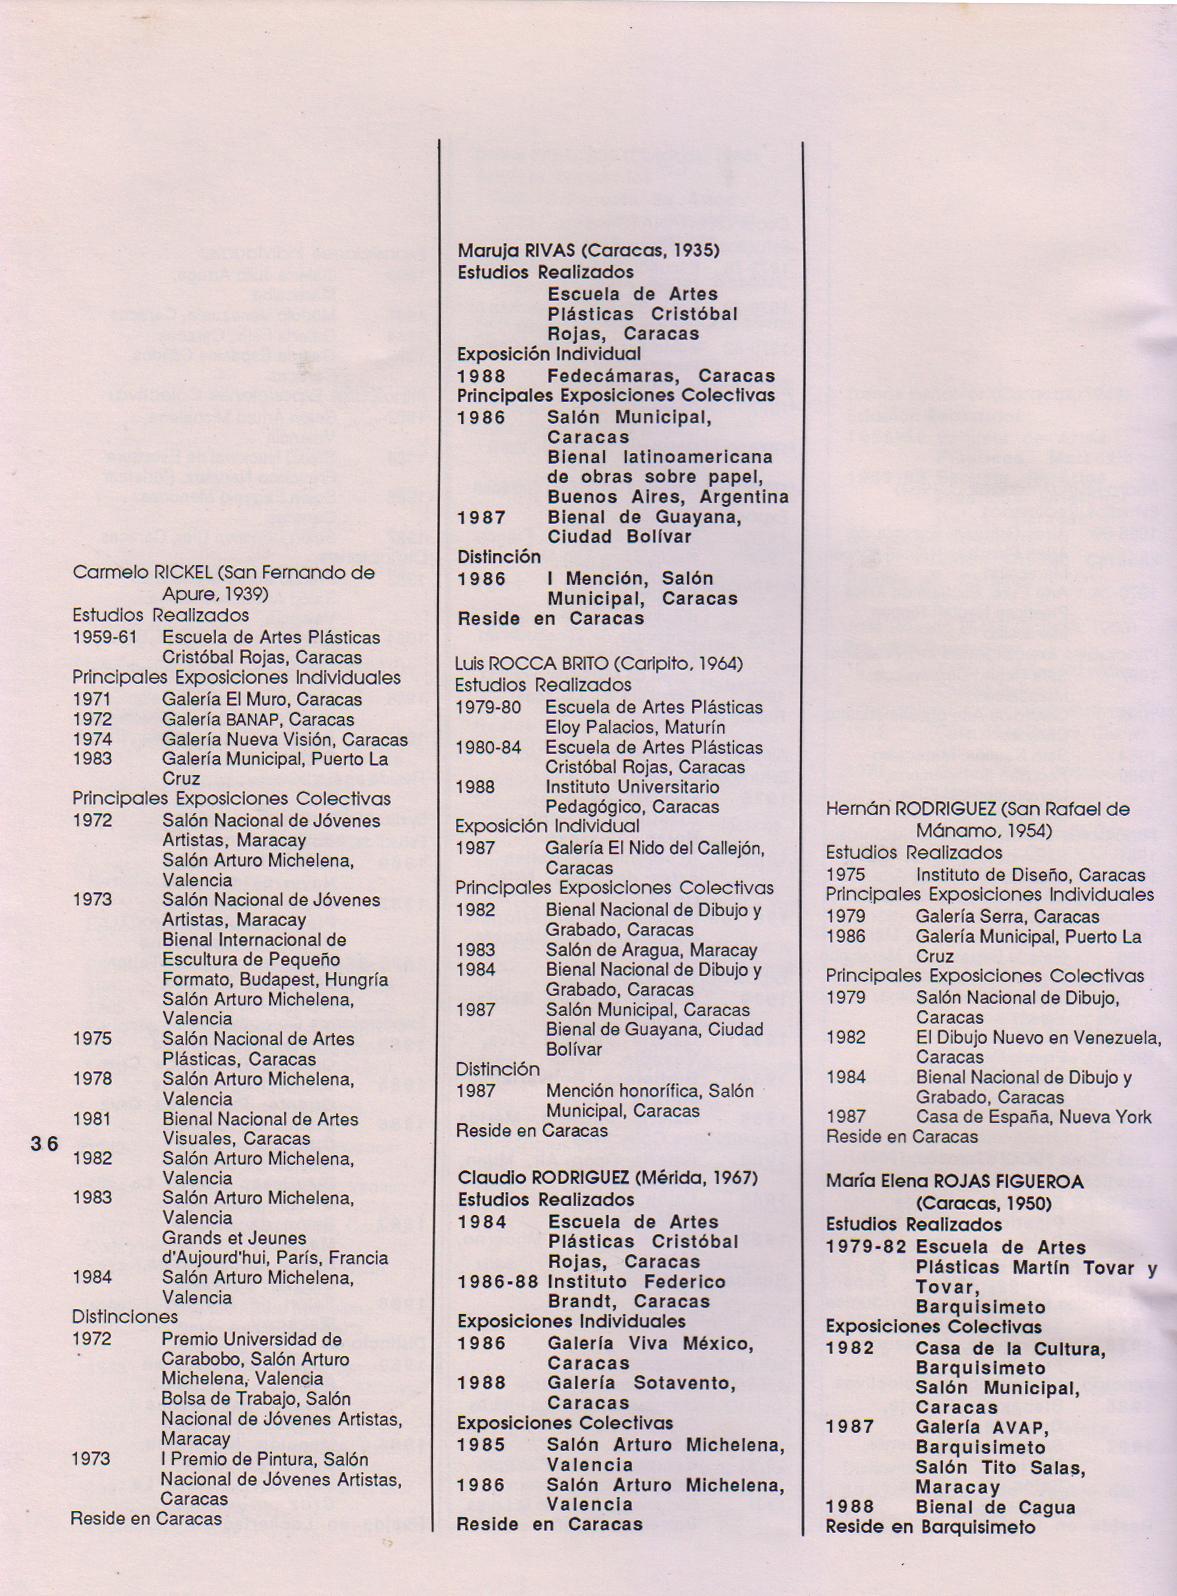 Carmelo RICKEL (San Fernando de
Apure, 1939)
Estudios Realizados
1959-61 Escuela de Artes Plásticas
Cristóbal Rojas, Caracas
Principales Exposiciones Individuales
1971 Galería El Muro, Caracas
1972 Galería BANAP, Caracas
1974 Galería Nueva Visión, Caracas
1983 Galería Municipal, Puerto La
Cruz
Principales Exposiciones Colectivas
1972 Salón Nacional de Jóvenes
Artistas, Maracay
Salón Arturo Michelena,
Valencia
1973 Salón Nacional de Jóvenes
Artistas, Maracay
Bienal Internacional de
Escultura de Pequeño
Formato, Budapest, Hungría
Salón Arturo Michelena,
Valencia
1975 Salón Nacional de Artes
Plásticas, Caracas
1978 Salón Arturo Michelena,
Valencia
1981 Bienal Nacional de Artes
Visuales, Caracas
1982 Salón Arturo Michelena,
Valencia
1983 Salón Arturo Michelena,
Valencia
Grands et Jeunes
d'Aujourd'hui, París, Francia
1984 Salón Arturo Michelena,
Valencia
Distinciones
1972 Premio Universidad de
Carabobo, Salón Arturo
Michelena, Valencia
Bolsa de Trabajo, Salón
Nacional de Jóvenes Artistas,
Maracay
1973 I Premio de Pintura, Salón
Nacional de Jóvenes Artistas,
Caracas
Reside en Caracas
36
Maruja RIVAS (Caracas, 1935)
Estudios Realizados
Escuela de Artes
Plásticas Cristóbal
Rojas, Caracas
Exposición Individual
1988 Fedecámaras, Caracas
Principales Exposiciones Colectivas
1986 Salón Municipal,
Caracas
Bienal latinoamericana
de obras sobre papel,
Buenos Aires, Argentina
1987 Bienal de Guayana,
Ciudad Bolívar
Distinción
1986 I Mención, Salón
Municipal, Caracas
Reside en Caracas
Luis ROCCA BRITO (Caripito, 1964)
Estudios Realizados
1979-80 Escuela de Artes Plásticas
Eloy Palacios, Maturín
1980-84 Escuela de Artes Plásticas
Cristóbal Rojas, Caracas
1988 Instituto Universitario
Pedagógico, Caracas
Exposición Individual
1987 Galería El Nido del Callejón,
Caracas
Principales Exposiciones Colectivas
1982 Bienal Nacional de Dibujo y
Grabado, Caracas
1983 Salón de Aragua, Maracay
1984 Bienal Nacional de Dibujo y
Grabado, Caracas
1987 Salón Municipal, Caracas
Bienal de Guayana, Ciudad
Bolívar
Distinción
1987 Mención honorífica, Salón
Municipal, Caracas
Reside en Caracas
Claudio RODRIGUEZ (Mérida, 1967)
Estudios Realizados
1984 Escuela de Artes
Plásticas Cristóbal
Rojas, Caracas
1986-88 Instituto Federico
Brandt, Caracas
Exposiciones Individuales
1986 Galería Viva México,
Caracas
1988 Galería Sotavento,
Caracas
Exposiciones Colectivas
1985 Salón Arturo Michelena,
Valencia
1986 Salón Arturo Michelena,
Valencia
Reside en Caracas
Hernán RODRIGUEZ (San Rafael de
Mánamo, 1954)
Estudios Realizados
1975 Instituto de Diseño, Caracas
Principales Exposiciones Individuales
1979 Galería Serra, Caracas
1986 Galería Municipal, Puerto La
Cruz
Principales Exposiciones Colectivas
1979 Salón Nacional de Dibujo,
Caracas
1982 El Dibujo Nuevo en Venezuela,
Caracas
1984 Bienal Nacional de Dibujo y
Grabado, Caracas
1987 Casa de España, Nueva York
Reside en Caracas
María Elena ROJAS FIGUEROA
(Caracas, 1950)
Estudios Realizados
1979-82 Escuela de Artes
Plásticas Martín Tovar y
Tovar,
Barquisimeto
Exposiciones Colectivas
1982 Casa de la Cultura,
Barquisimeto
Salón Municipal,
Caracas
1987 Galería AVAP,
Barquisimeto
Salón Tito Salas,
Maracay
1988 Bienal de Cagua
Reside en Barquisimeto